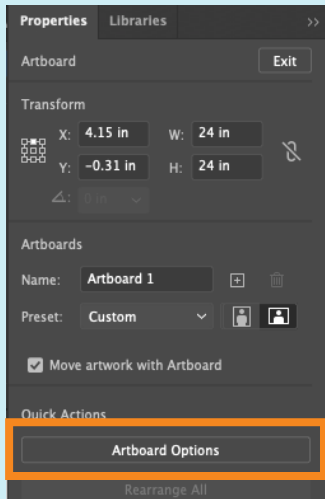 Properties Libraries >>
Artboard Exit
Transform
X: 4.15 in W: 24 in
Y: -0.31 in H: 24 in
0 in
Artboards
Name: Artboard 1
Preset: Custom
Move artwork with Artboard
Quick Actions
Artboard Options
Rearrange All